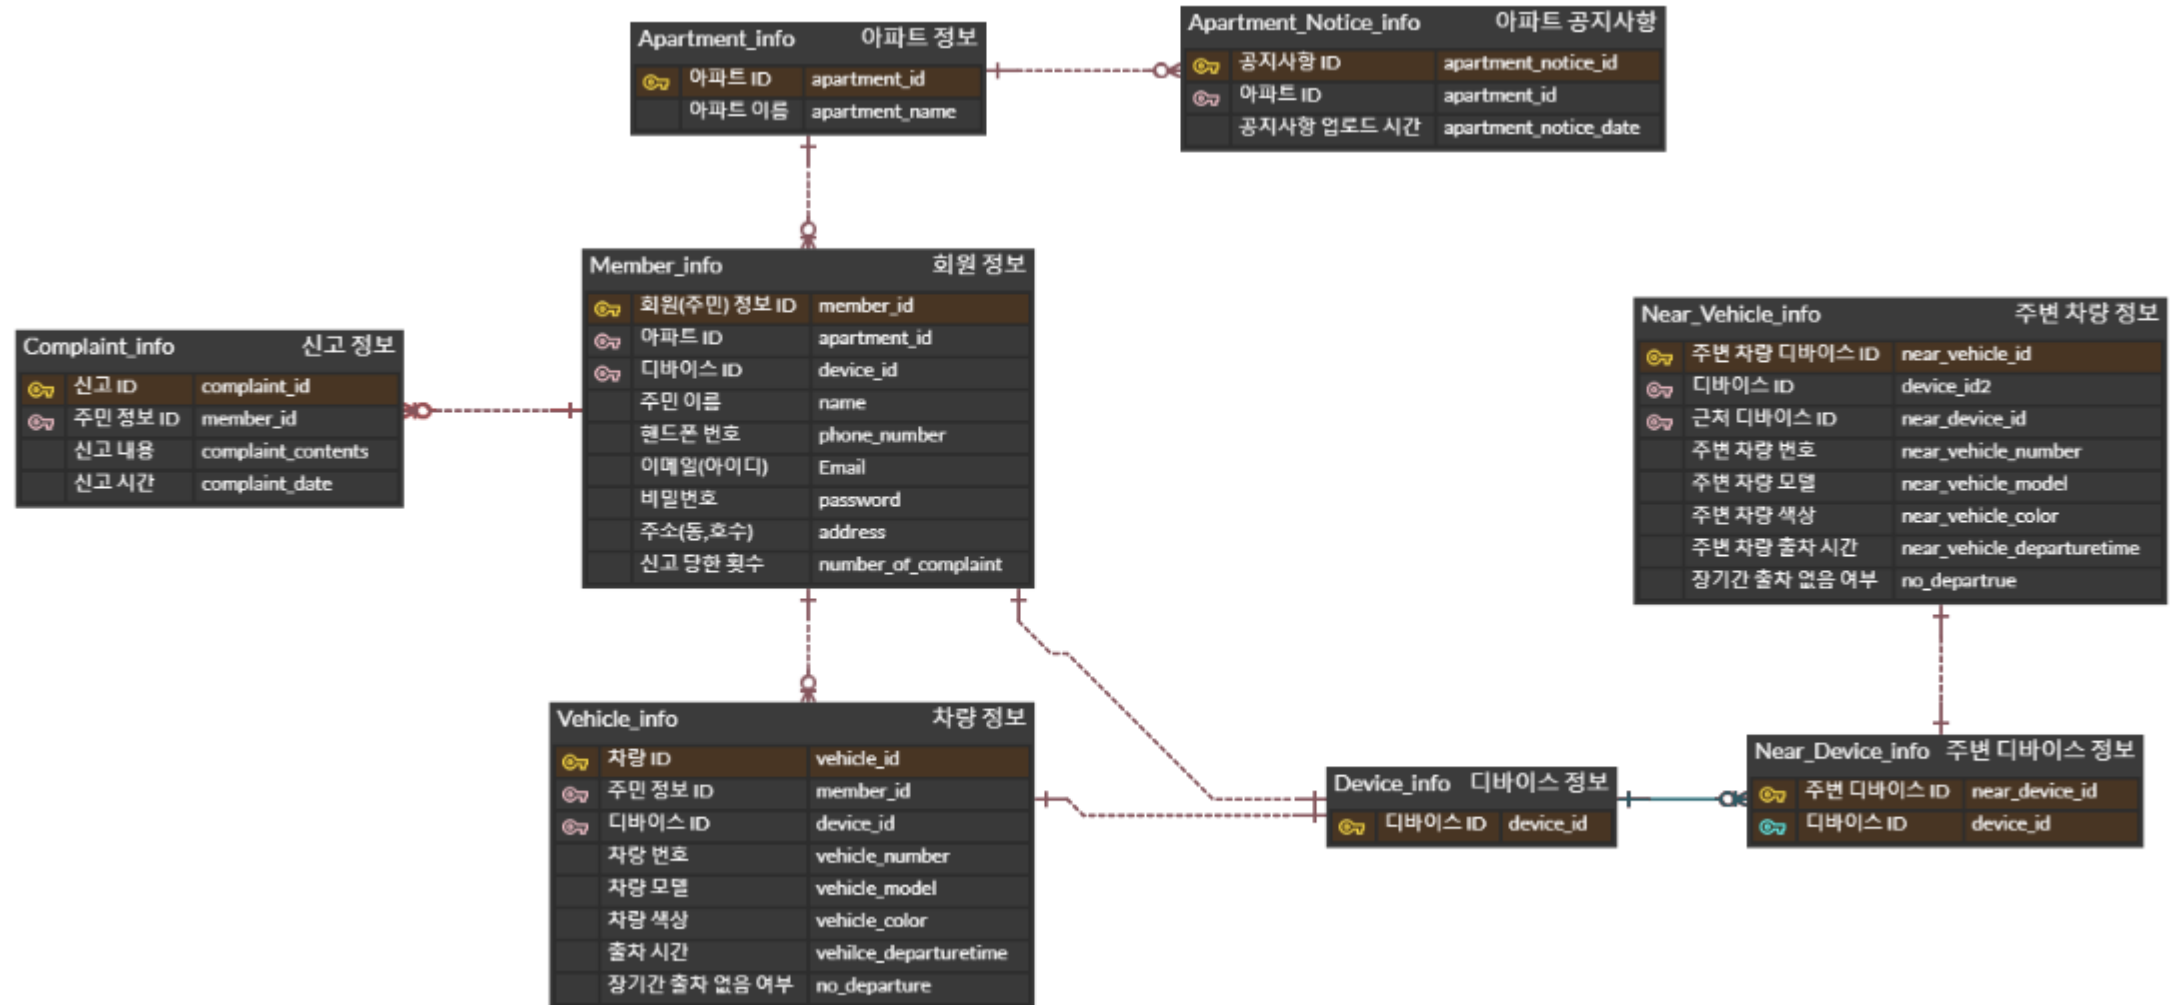 Apartment_info 아파트 정보
아파트 ID apartment_id
아파트 이름 apartment_name
Apartment_Notice_info 아파트 공지사항
공지사항 ID apartment_notice_id
아파트 ID apartment_id
공지사항 업로드 시간 apartment_notice_date
Member_info 회원 정보
회원(주민) 정보 ID member_id
아파트 ID apartment_id
디바이스 ID device_id
주민 이름 name
핸드폰 번호 phone_number
이메일(아이디) Email
비밀번호 password
주소(동,호수) address
신고 당한 횟수 number_of_complaint
Complaint_info 신고 정보
신고 ID complaint_id
주민 정보 ID member_id
신고 내용 complaint_contents
신고 시간 complaint_date
Near_Vehicle_info 주변 차량 정보
주변 차량 디바이스 ID near_vehicle_id
디바이스 ID device_id2
근처 디바이스 ID near_device_id
주변 차량 번호 near_vehicle_number
주변 차량 모델 near_vehicle_model
주변 차량 색상 near_vehicle_color
주변 차량 출차 시간 near_vehicle_departuretime
장기간 출차 없음 여부 no_departrue
Vehicle_info 차량 정보
차량 ID vehicle_id
주민 정보 ID member_id
디바이스 ID device_id
차량 번호 vehicle_number
차량 모델 vehicle_model
차량 색상 vehicle_color
출차 시간 vehilce_departuretime
장기간 출차 없음 여부 no_departure
Device_info 디바이스 정보
디바이스 ID device_id
Near_Device_info 주변 디바이스 정보
주변 디바이스 ID near_device_id
디바이스 ID device_id